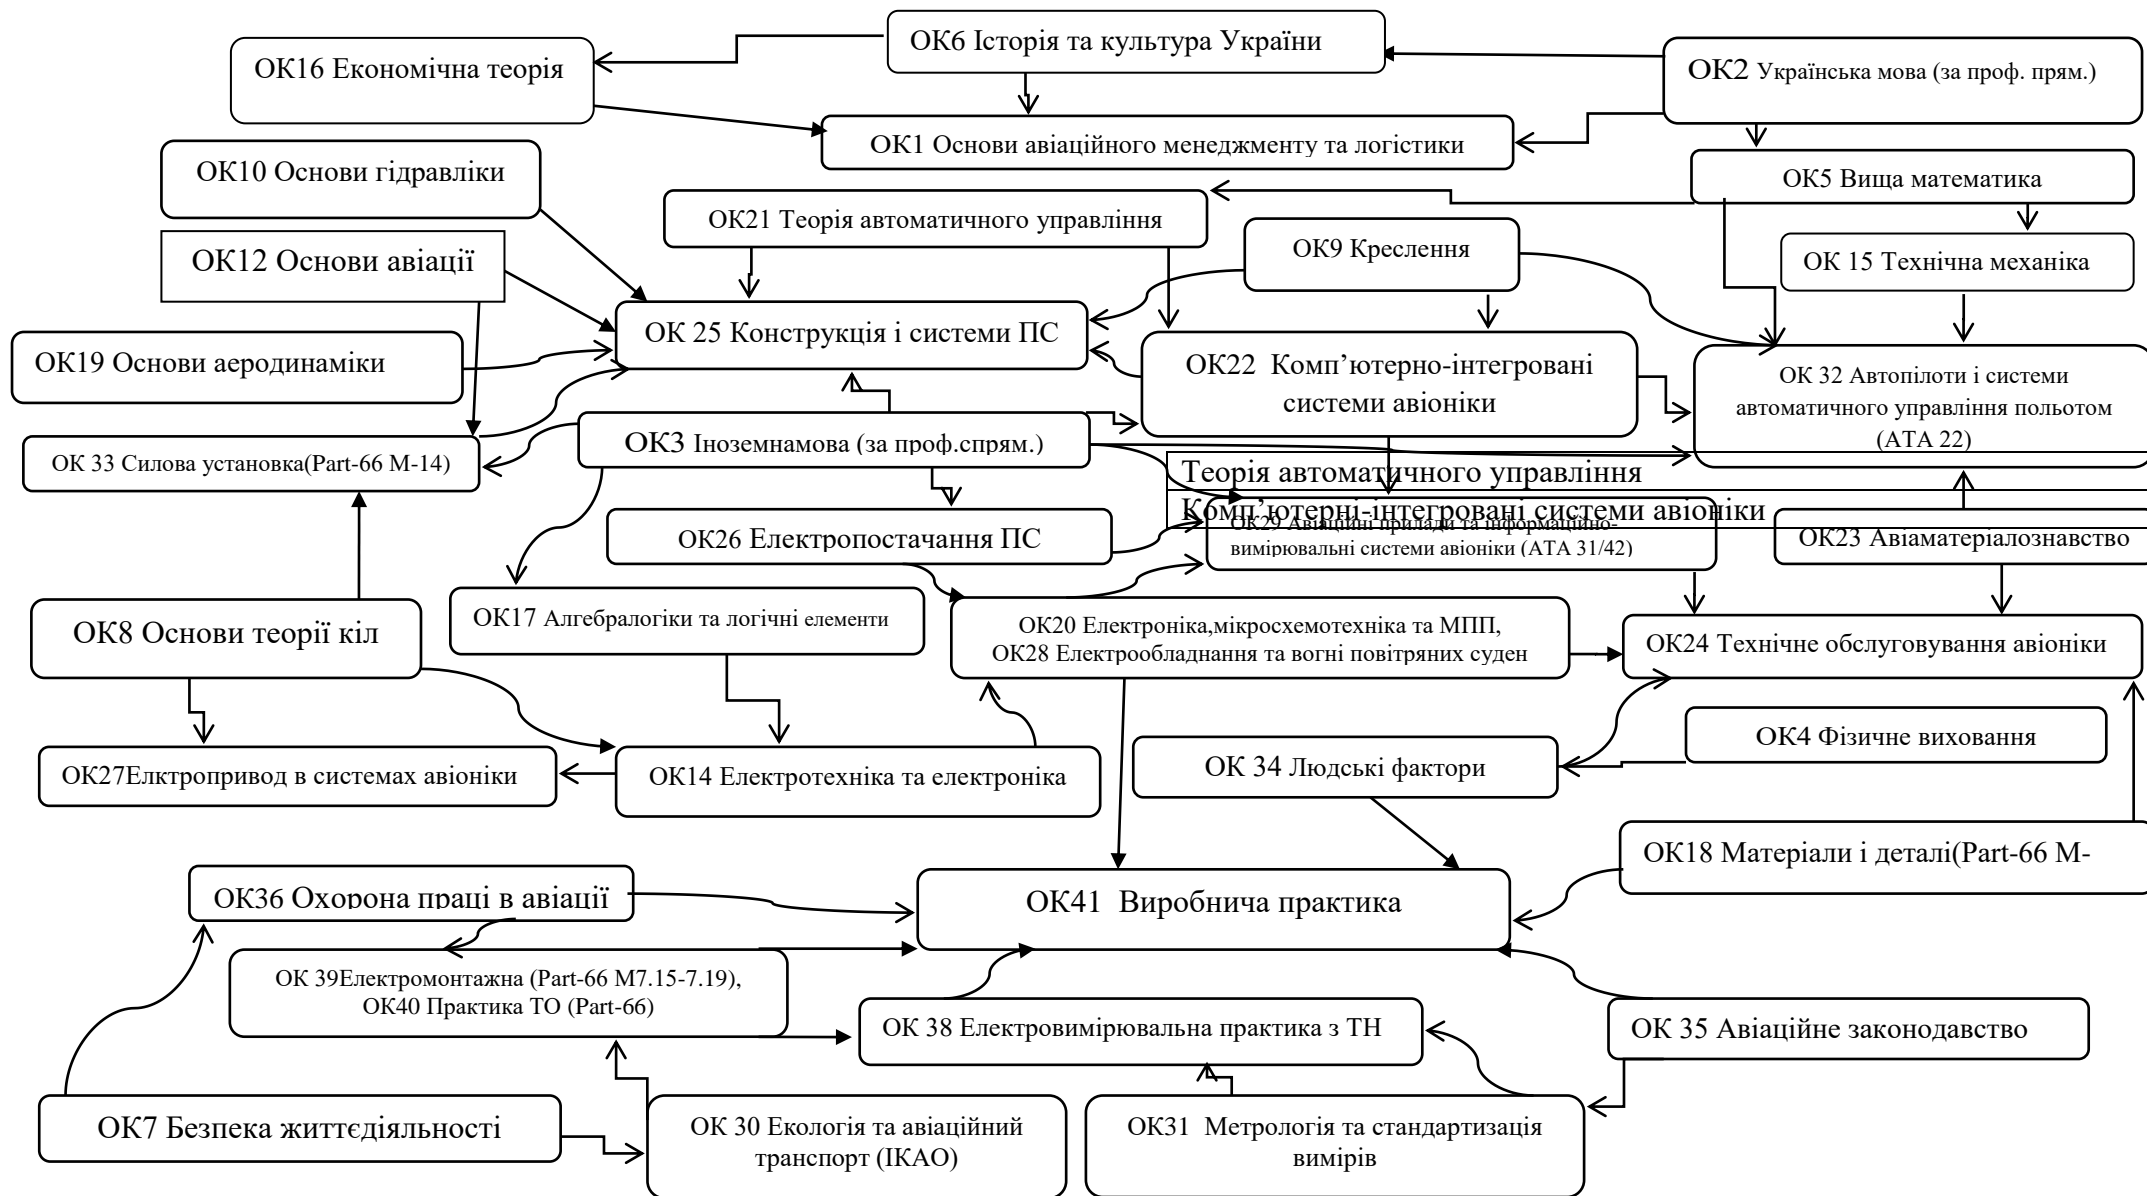 ОК6 Історія та культура України
ОК16 Економічна теорія
ОК2 Українська мова (за проф. прям.)
ОК1 Основи авіаційного менеджменту та логістики
ОК10 Основи гідравліки
ОК5 Вища математика
ОК21 Теорія автоматичного управління
ОК9 Креслення
ОК12 Основи авіації
ОК 15 Технічна механіка
ОК 25 Конструкція і системи ПС
ОК19 Основи аеродинаміки
ОК22 Комп’ютерно-інтегровані
системи авіоніки
ОК 32 Автопілоти і системи
автоматичного управління польотом
(АТА 22)
ОК3 Іноземнамова (за проф.спрям.)
ОК 33 Силова установка(Part-66 М-14)
Теорія автоматичного управління
Комп’ютерні-інтегровані системи авіоніки
ОК29 Авіаційні прилади та інформаційно-
вимірювальні системи авіоніки (АТА 31/42)
ОК26 Електропостачання ПС
ОК23 Авіаматеріалознавство
ОК17 Алгебралогіки та логічні елементи
ОК8 Основи теорії кіл
ОК20 Електроніка,мікросхемотехніка та МПП,
ОК28 Електрообладнання та вогні повітряних суден
ОК24 Технічне обслуговування авіоніки
ОК4 Фізичне виховання
ОК27Елктропривод в системах авіоніки
ОК14 Електротехніка та електроніка
ОК 34 Людські фактори
ОК18 Матеріали і деталі(Part-66 М-
ОК36 Охорона праці в авіації
ОК41 Виробнича практика
ОК 39Електромонтажна (Part-66 М7.15-7.19),
ОК40 Практика ТО (Part-66)
ОК 38 Електровимірювальна практика з ТН
ОК 35 Авіаційне законодавство
ОК7 Безпека життєдіяльності
ОК 30 Екологія та авіаційний
транспорт (ІКАО)
ОК31 Метрологія та стандартизація
вимірів